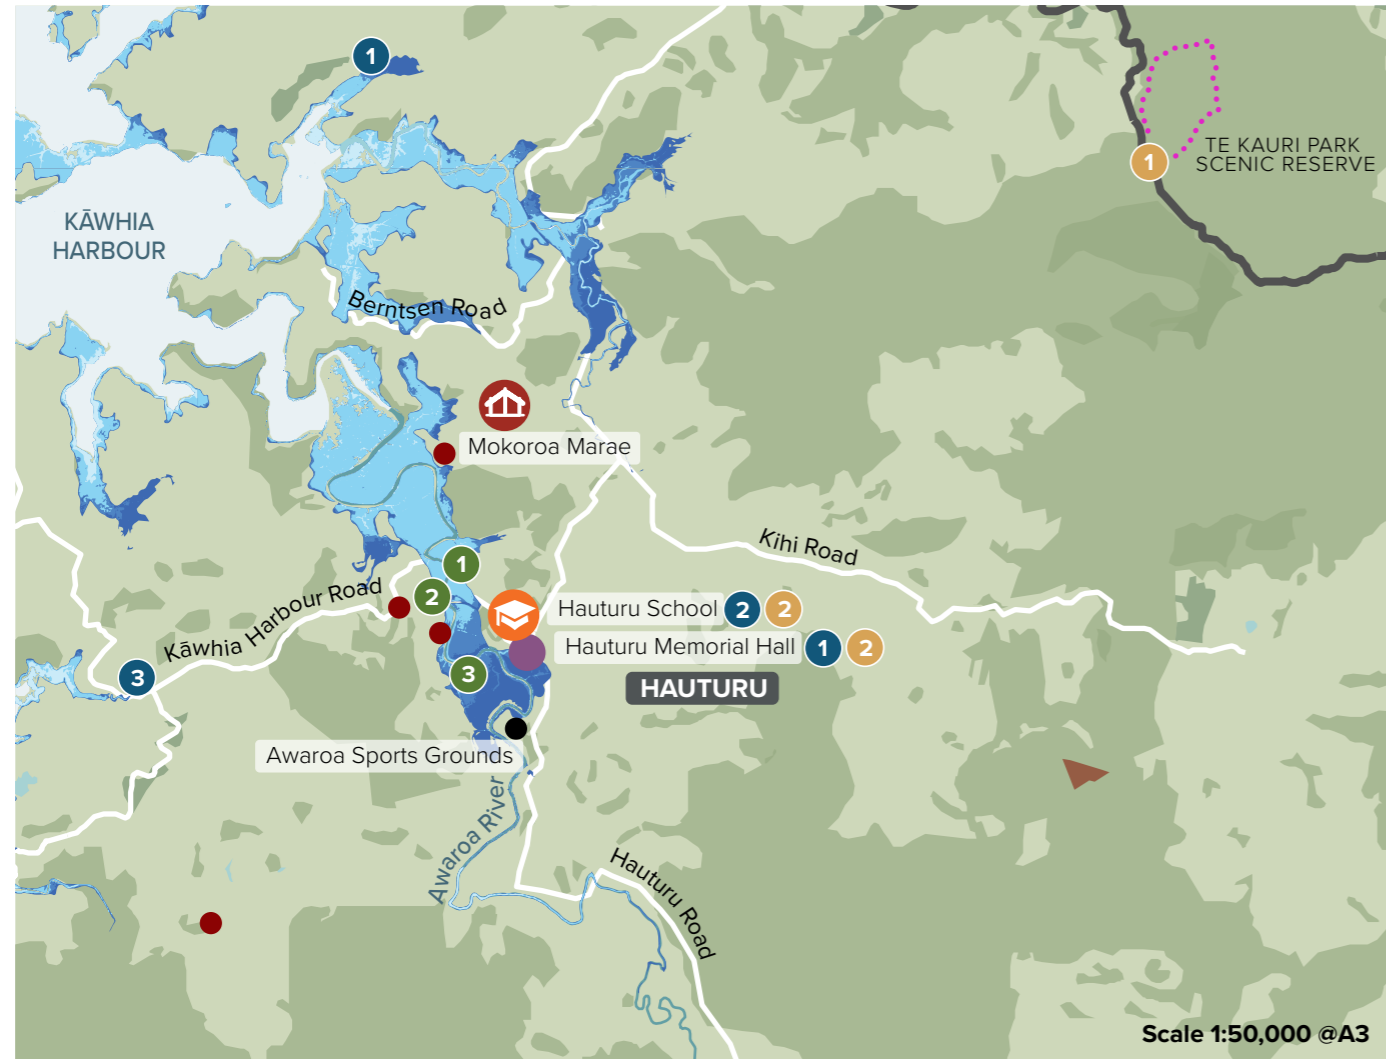 1
TE KAURI PARK
SCENIC RESERVE
1
KĀWHIA
HARBOUR
Berntsen Road
Mokoroa Marae
Kihi Road
1
2
Kāwhia Harbour Road
Hauturu School 2 2
Hauturu Memorial Hall 1 2
3
3
HAUTURU
Awaroa Sports Grounds
Awaroa River
Hauturu Road
Scale 1:50,000 @A3